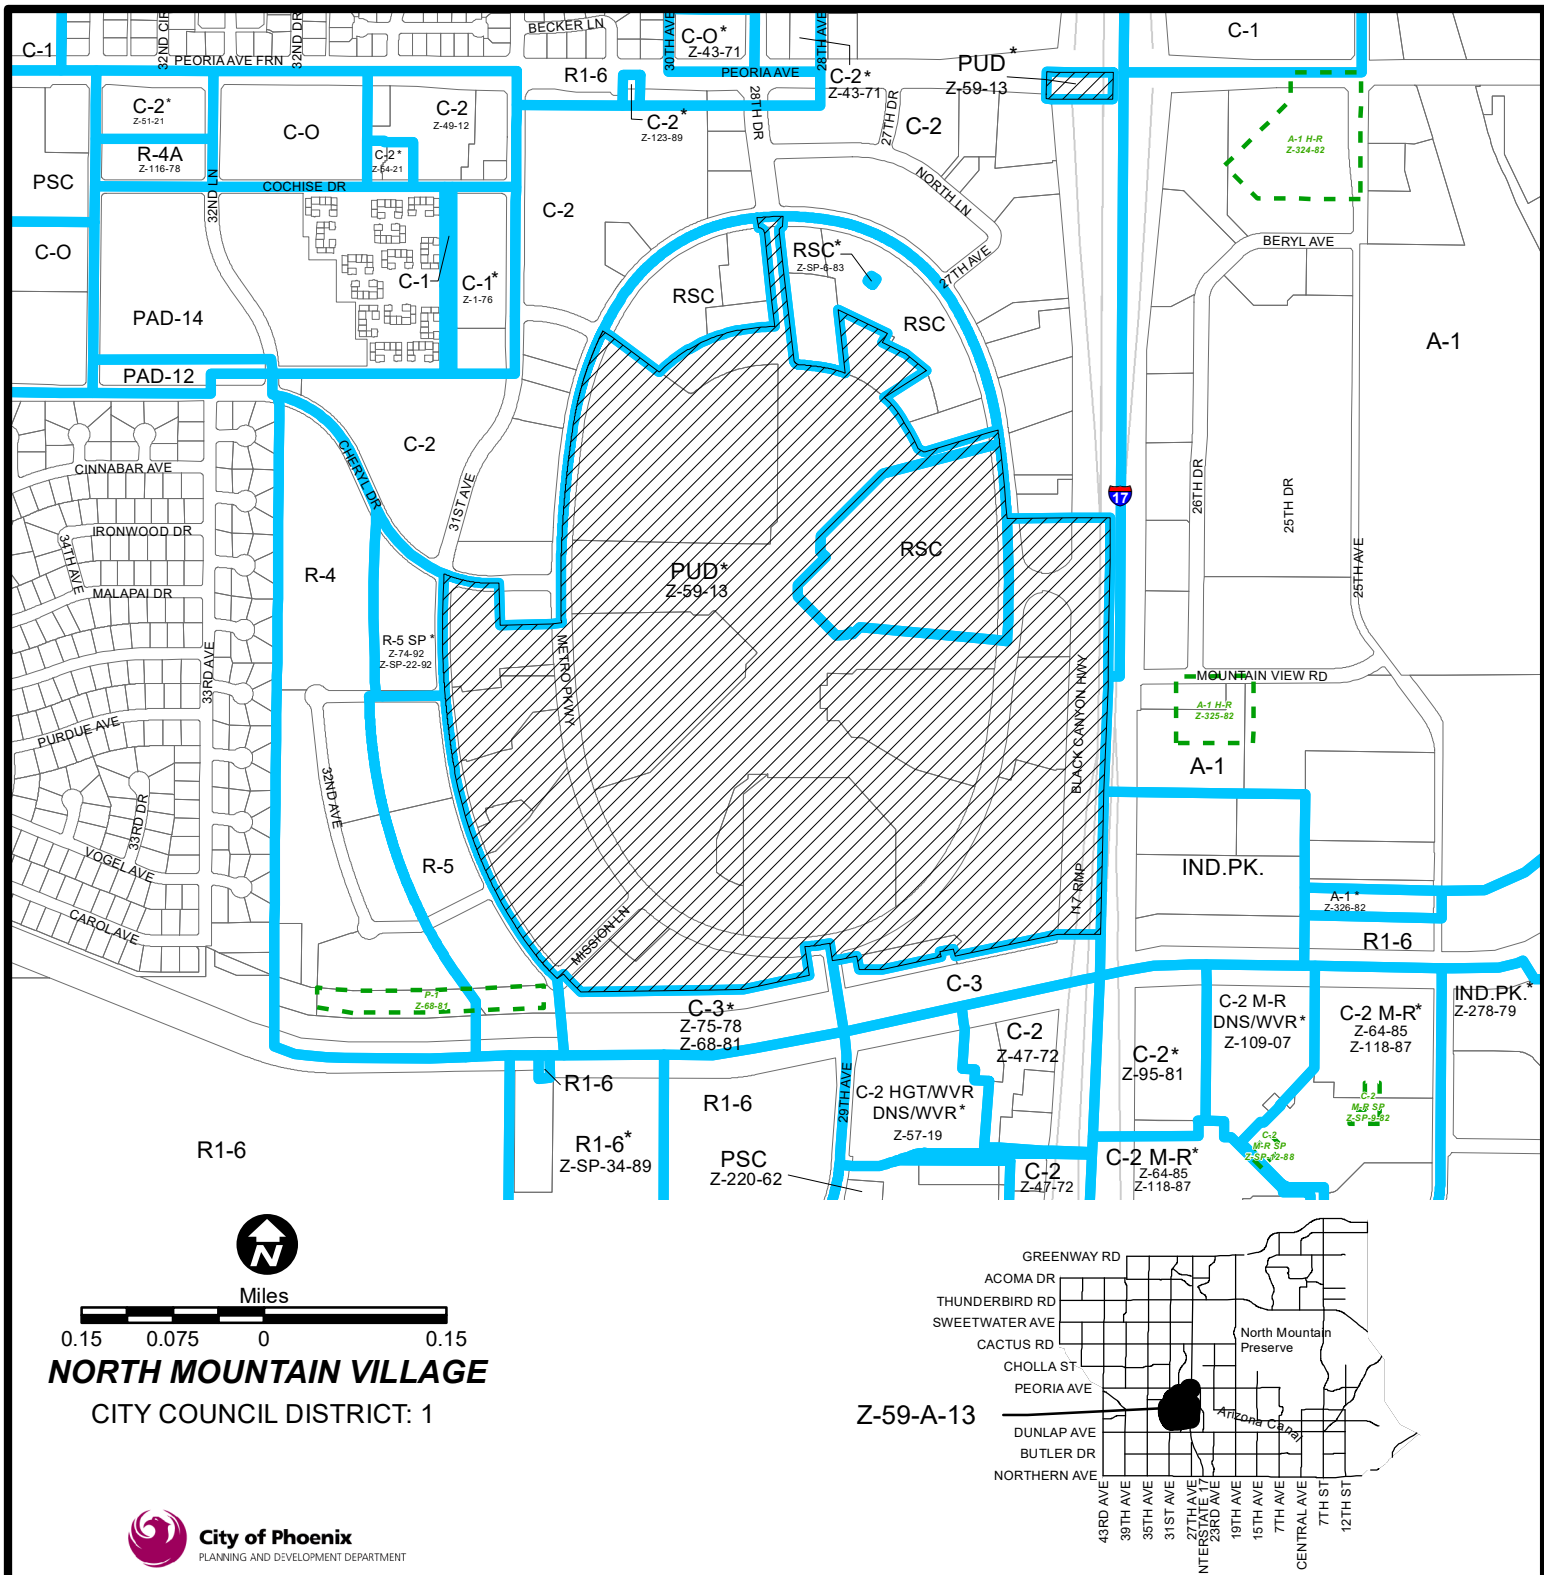 BECKER LN
C-1
32ND CIR
32ND DR
PEORIA AVE FRN
30TH AVE
C-O*
Z-43-71
28TH AVE
C-1
R1-6
PEORIA AVE
C-2*
Z-43-71
PUD*
Z-59-13
C-2*
Z-51-21
C-O
C-2
Z-49-12
C-2*
Z-123-89
28TH DR
27TH DR
C-2
A-1 H-R
Z-324-82
R-4A
Z-116-78
C-2*
Z-54-21
PSC
32ND LN
COCHISE DR
NORTH LN
C-2
C-O
RSC*
Z-SP-6-83
BERYL AVE
27TH AVE
C-1
C-1*
Z-1-76
RSC
RSC
PAD-14
A-1
PAD-12
C-2
CHERYL DR
CINNABAR AVE
31ST AVE
17
26TH DR
25TH DR
IRONWOOD DR
34TH AVE
R-4
RSC
25TH AVE
MALAPAI DR
PUD*
Z-59-13
R-5 SP*
Z-74-92
Z-SP-22-92
33RD AVE
METRO PKWY
MOUNTAIN VIEW RD
A-1 H-R
Z-325-82
PURDUE AVE
BLACK CANYON HWY
A-1
32ND AVE
33RD DR
VOGEL AVE
R-5
IND.PK.
I17 RMP
A-1*
Z-326-82
CAROL AVE
MISSION LN
R1-6
P-1
Z-68-81
C-3
C-3*
Z-75-78
Z-68-81
C-2 M-R
DNS/WVR*
Z-109-07
IND.PK.*
Z-278-79
C-2 M-R*
Z-64-85
Z-118-87
C-2
Z-47-72
C-2*
Z-95-81
R1-6
29TH AVE
C-2 HGT/WVR
DNS/WVR*
Z-57-19
R1-6
C-2
M-R SP
Z-SP-9-82
R1-6
R1-6*
Z-SP-34-89
C-2
M-R SP
Z-SP-12-88
PSC
Z-220-62
C-2
Z-47-72
C-2 M-R*
Z-64-85
Z-118-87
N
Miles
0.15 0.075 0 0.15
NORTH MOUNTAIN VILLAGE
CITY COUNCIL DISTRICT: 1
City of Phoenix
PLANNING AND DEVELOPMENT DEPARTMENT
Z-59-A-13
GREENWAY RD
ACOMA DR
THUNDERBIRD RD
SWEETWATER AVE
CACTUS RD
CHOLLA ST
PEORIA AVE
DUNLAP AVE
BUTLER DR
NORTHERN AVE
North Mountain
Preserve
Arizona Canal
43RD AVE
39TH AVE
35TH AVE
31ST AVE
27TH AVE
NTERSTATE 17
23RD AVE
19TH AVE
15TH AVE
7TH AVE
CENTRAL AVE
7TH ST
12TH ST